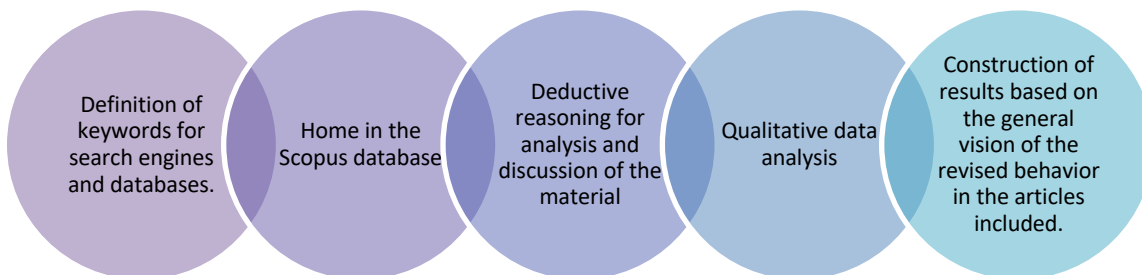 Definition of
keywords for
search engines
and databases.
Home in the
Scopus database
Deductive
reasoning for
analysis and
discussion of the
material
Qualitative data
analysis
Construction of
results based on
the general
vision of the
revised behavior
in the articles
included.